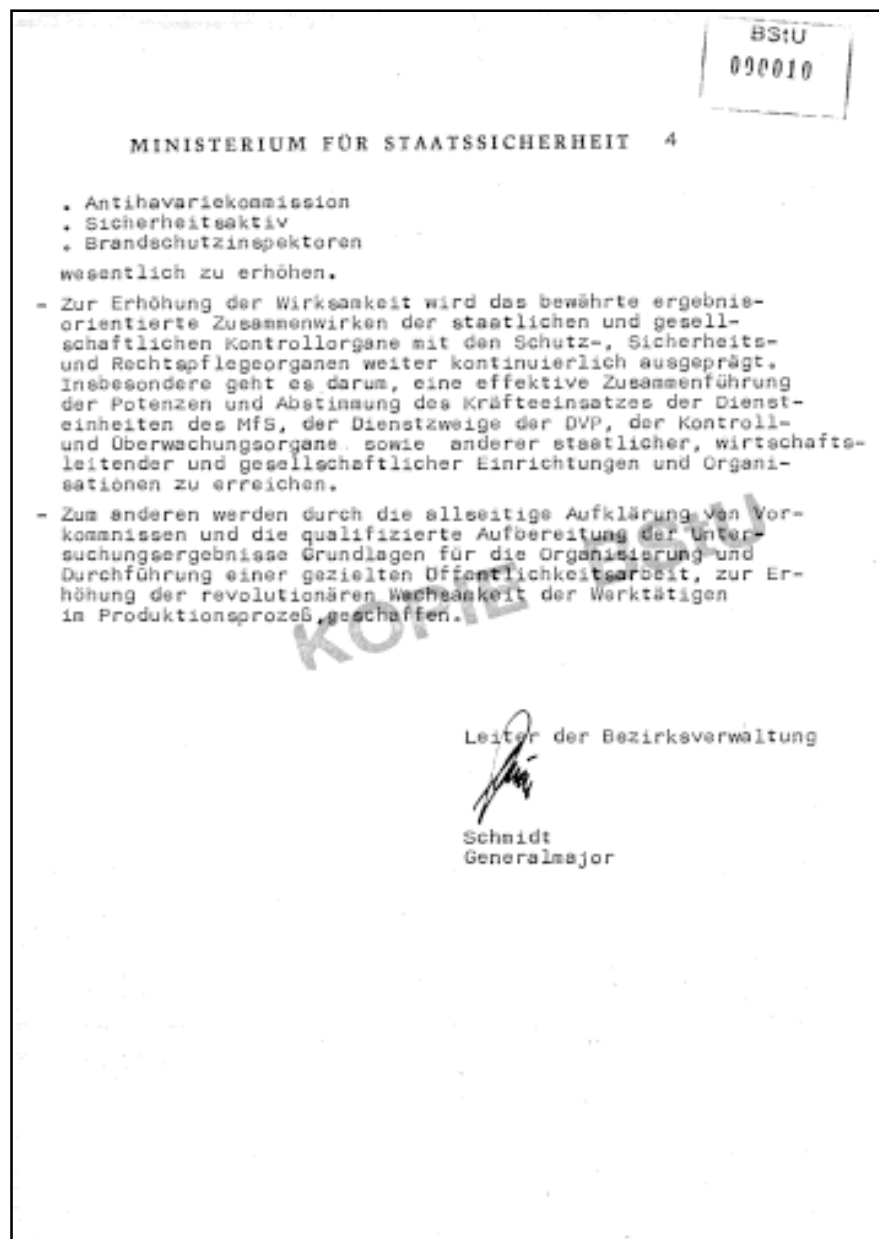 BStU
000010
MINISTERIUM FÜR STAATSSICHERHEIT 4
. Antihavariekommission
. Sicherheitsaktiv
. Brandschutzinspektoren
wesentlich zu erhöhen.
- Zur Erhöhung der Wirksamkeit wird das bewährte ergebnis-
orientierte Zusammenwirken der staatlichen und gesell-
schaftlichen Kontrollorgane mit den Schutz-, Sicherheits-
und Rechtspflegeorganen weiter kontinuierlich ausgeprägt.
Insbesondere geht es darum, eine effektive Zusammenführung
der Potenzen und Abstimmung des Kräfteeinsatzes der Dienst-
einheiten des MfS, der Dienstzweige der DVP, der Kontroll-
und Überwachungsorgane sowie anderer staatlicher, wirtschafts-
leitender und gesellschaftlicher Einrichtungen und Organi-
sationen zu erreichen.
- Zum anderen werden durch die allseitige Aufklärung von Vor-
kommnissen und die qualifizierte Aufbereitung der Unter-
suchungsergebnisse Grundlagen für die Organisierung und
Durchführung einer gezielten Öffentlichkeitsarbeit, zur Er-
höhung der revolutionären Wachsamkeit der Werktätigen
im Produktionsprozeß, geschaffen.
KOPIE BStU
Leiter der Bezirksverwaltung
Schmidt
Generalmajor